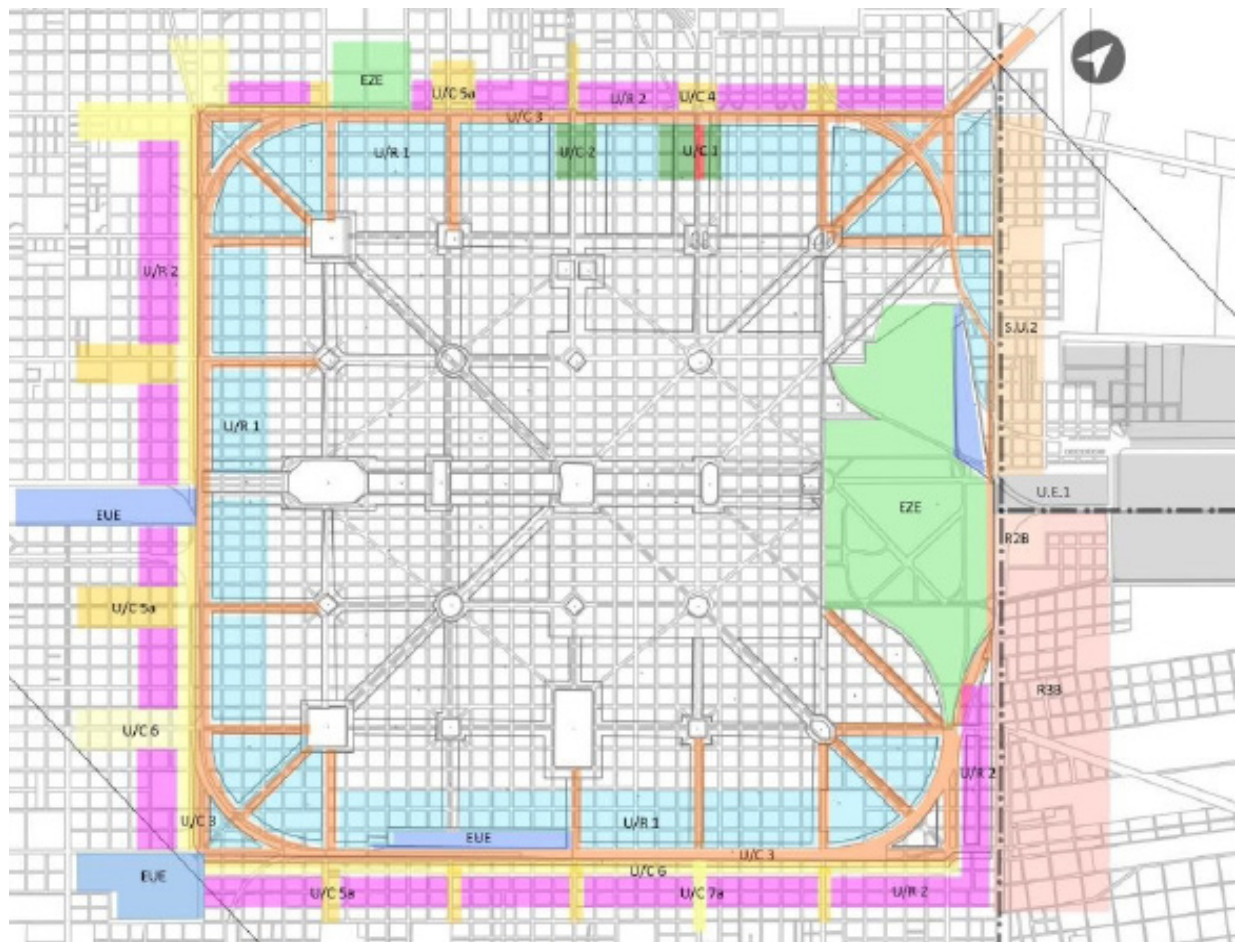 EZE
U/C 5a
U/R 2
U/C 4
U/C 3
U/R 1
U/C 2
U/C 1
U/R 2
S.U.2
U/R 1
EUE
EZE
U.E.1
R2B
U/C 5a
R3B
U/C 6
U/R 2
U/C 3
U/R 1
EUE
U/C 3
EUE
U/C 6
U/C 5a
U/C 7a
U/R 2